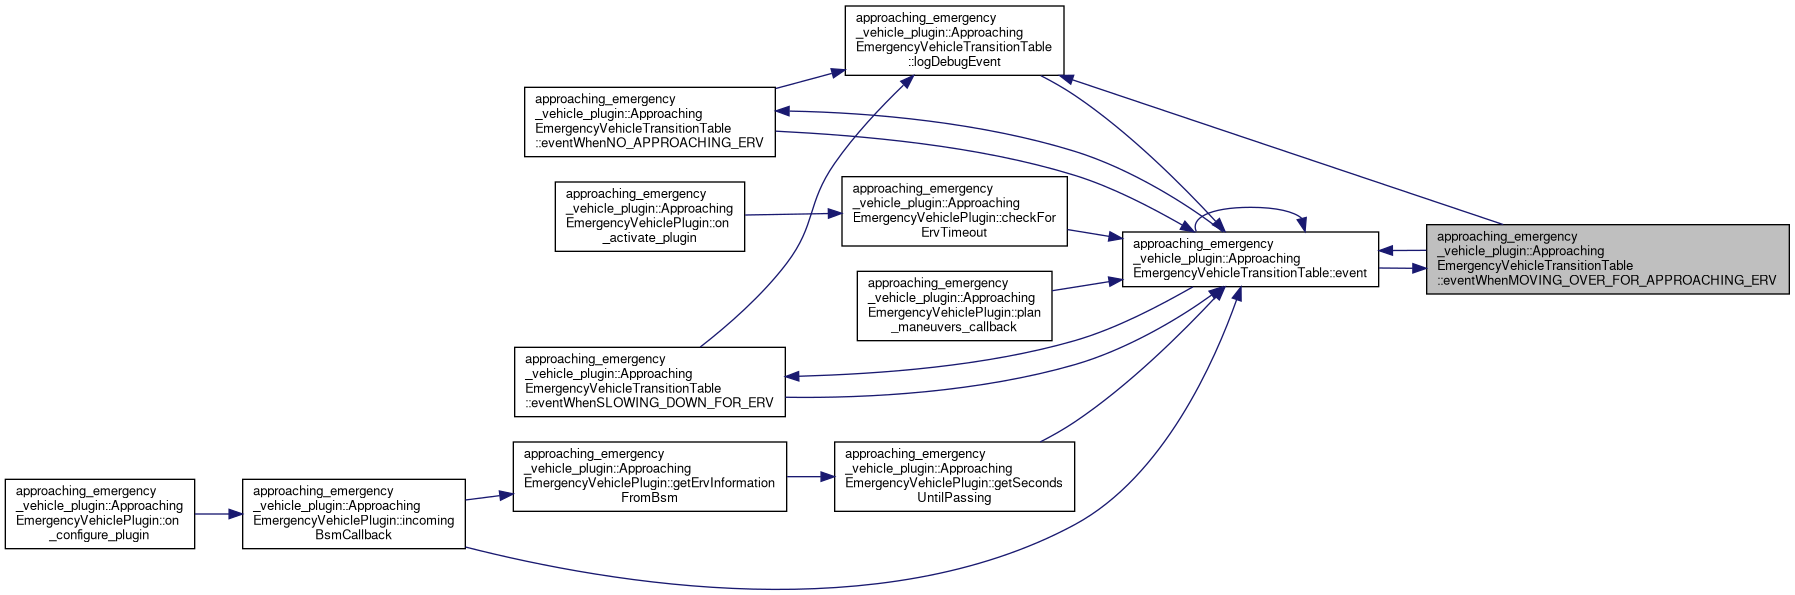 approaching_emergency
_vehicle_plugin::Approaching
EmergencyVehicleTransitionTable
::logDebugEvent
approaching_emergency
_vehicle_plugin::Approaching
EmergencyVehicleTransitionTable
::eventWhenNO_APPROACHING_ERV
approaching_emergency
_vehicle_plugin::Approaching
EmergencyVehiclePlugin::on
_activate_plugin
approaching_emergency
_vehicle_plugin::Approaching
EmergencyVehiclePlugin::checkFor
ErvTimeout
approaching_emergency
_vehicle_plugin::Approaching
EmergencyVehicleTransitionTable::event
approaching_emergency
_vehicle_plugin::Approaching
EmergencyVehicleTransitionTable
::eventWhenMOVING_OVER_FOR_APPROACHING_ERV
approaching_emergency
_vehicle_plugin::Approaching
EmergencyVehiclePlugin::plan
_maneuvers_callback
approaching_emergency
_vehicle_plugin::Approaching
EmergencyVehicleTransitionTable
::eventWhenSLOWING_DOWN_FOR_ERV
approaching_emergency
_vehicle_plugin::Approaching
EmergencyVehiclePlugin::on
_configure_plugin
approaching_emergency
_vehicle_plugin::Approaching
EmergencyVehiclePlugin::incoming
BsmCallback
approaching_emergency
_vehicle_plugin::Approaching
EmergencyVehiclePlugin::getErvInformation
FromBsm
approaching_emergency
_vehicle_plugin::Approaching
EmergencyVehiclePlugin::getSeconds
UntilPassing